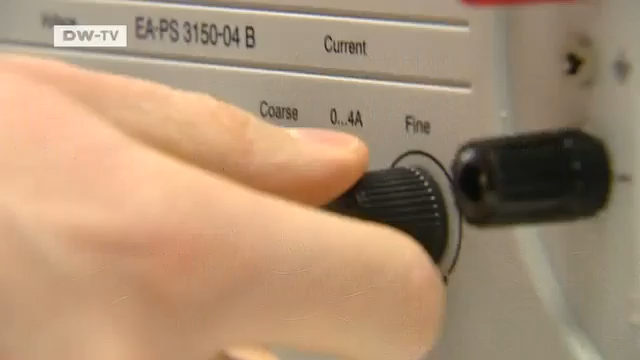 DW-TV
EA-PS 3150-04 B
Current
Coarse 0...4A Fine